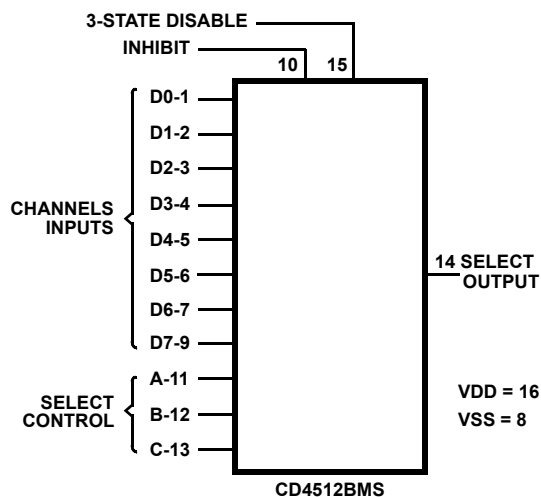 3-STATE DISABLE
INHIBIT
10 15
D0-1
D1-2
D2-3
D3-4
CHANNELS
INPUTS
D4-5
D5-6
D6-7
D7-9
14 SELECT
OUTPUT
A-11
SELECT
CONTROL
B-12
C-13
VDD = 16
VSS = 8
CD4512BMS